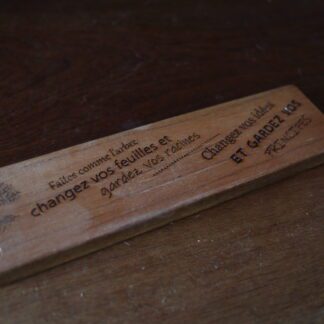 Faites comme l'arbre
changez vos feuilles et
gardez vos racines
Changez vos idées
ET GARDEZ VOS
PRINCIPES